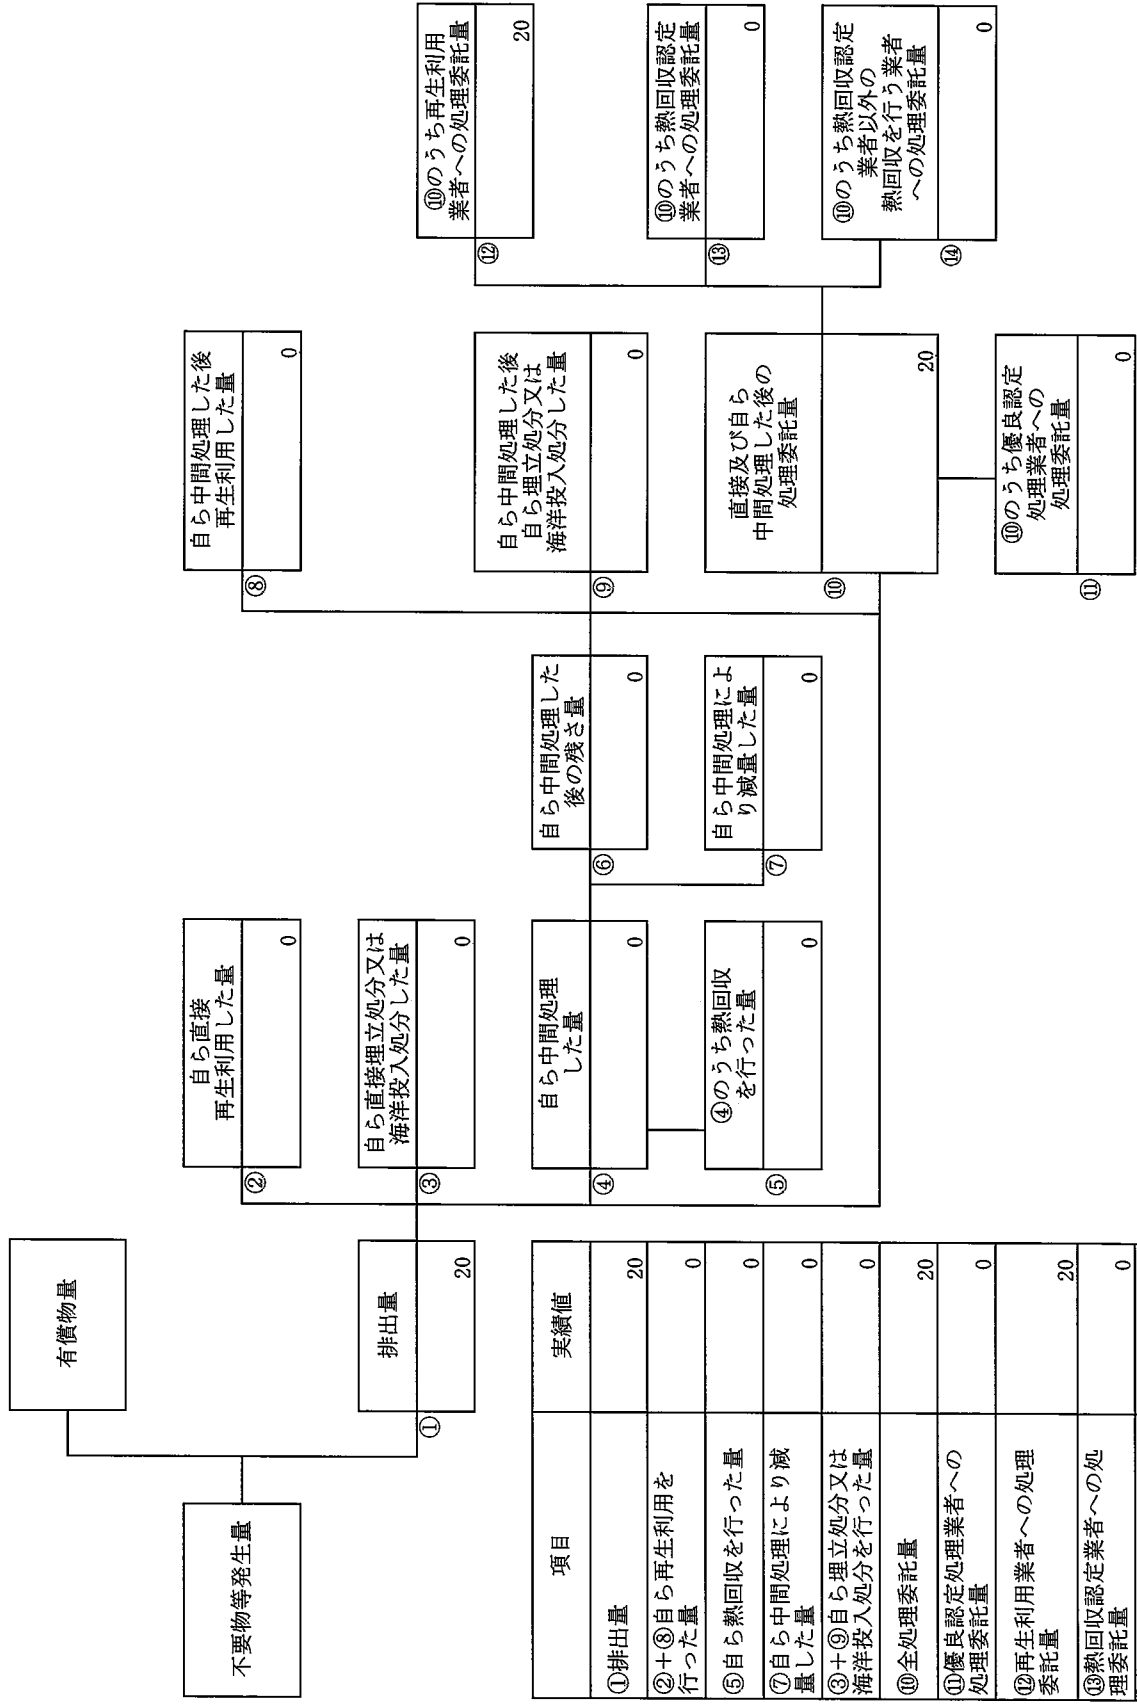 不要物等発生量
有償物量
排出量
①
20
自ら直接
再生利用した量
②
0
自ら直接埋立処分又は
海洋投入処分した量
③
0
自ら中間処理
した量
④
0
④のうち熱回収
を行った量
⑤
0
自ら中間処理した
後の残さ量
⑥
0
自ら中間処理によ
り減量した量
⑦
0
自ら中間処理した後
再生利用した量
⑧
0
自ら中間処理した後
自ら埋立処分又は
海洋投入処分した量
⑨
0
直接及び自ら
中間処理した後の
処理委託量
⑩
20
⑩のうち優良認定
処理業者への
処理委託量
⑪
0
⑩のうち再生利用
業者への処理委託量
⑫
20
⑩のうち熱回収認定
業者への処理委託量
⑬
0
⑩のうち熱回収認定
業者以外の
熱回収を行う業者
への処理委託量
⑭
0
項目 実績値
①排出量 20
②+⑧自ら再生利用を
行った量 0
⑤自ら熱回収を行った量 0
⑦自ら中間処理により減
量した量 0
③+⑨自ら埋立処分又は
海洋投入処分を行った量 0
⑩全処理委託量 20
⑪優良認定処理業者への
処理委託量 0
⑫再生利用業者への処理
委託量 20
⑬熱回収認定業者への処
理委託量 0